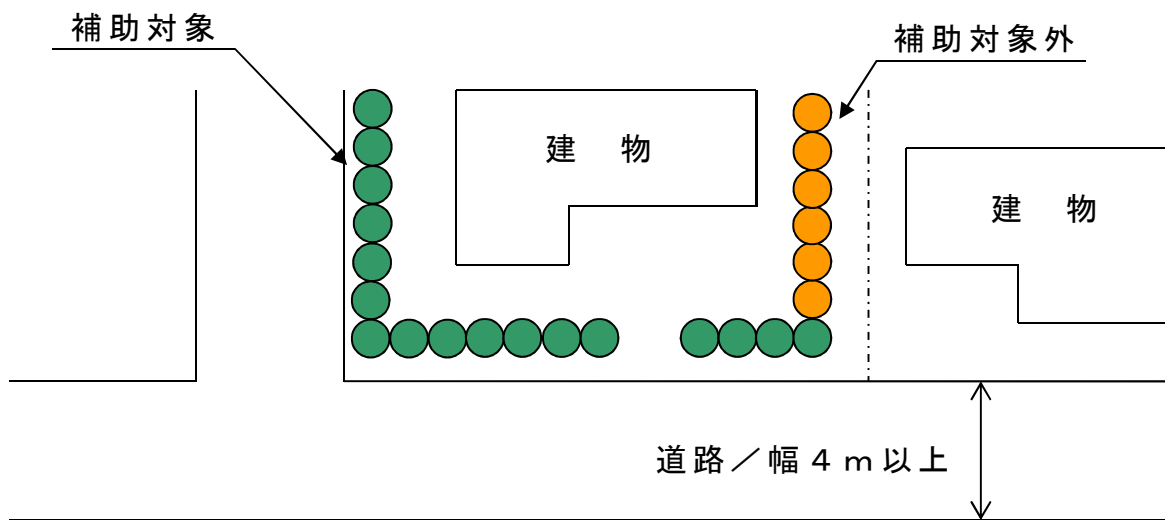 補助対象
補助対象外
建　物
建　物
道路／幅４ｍ以上